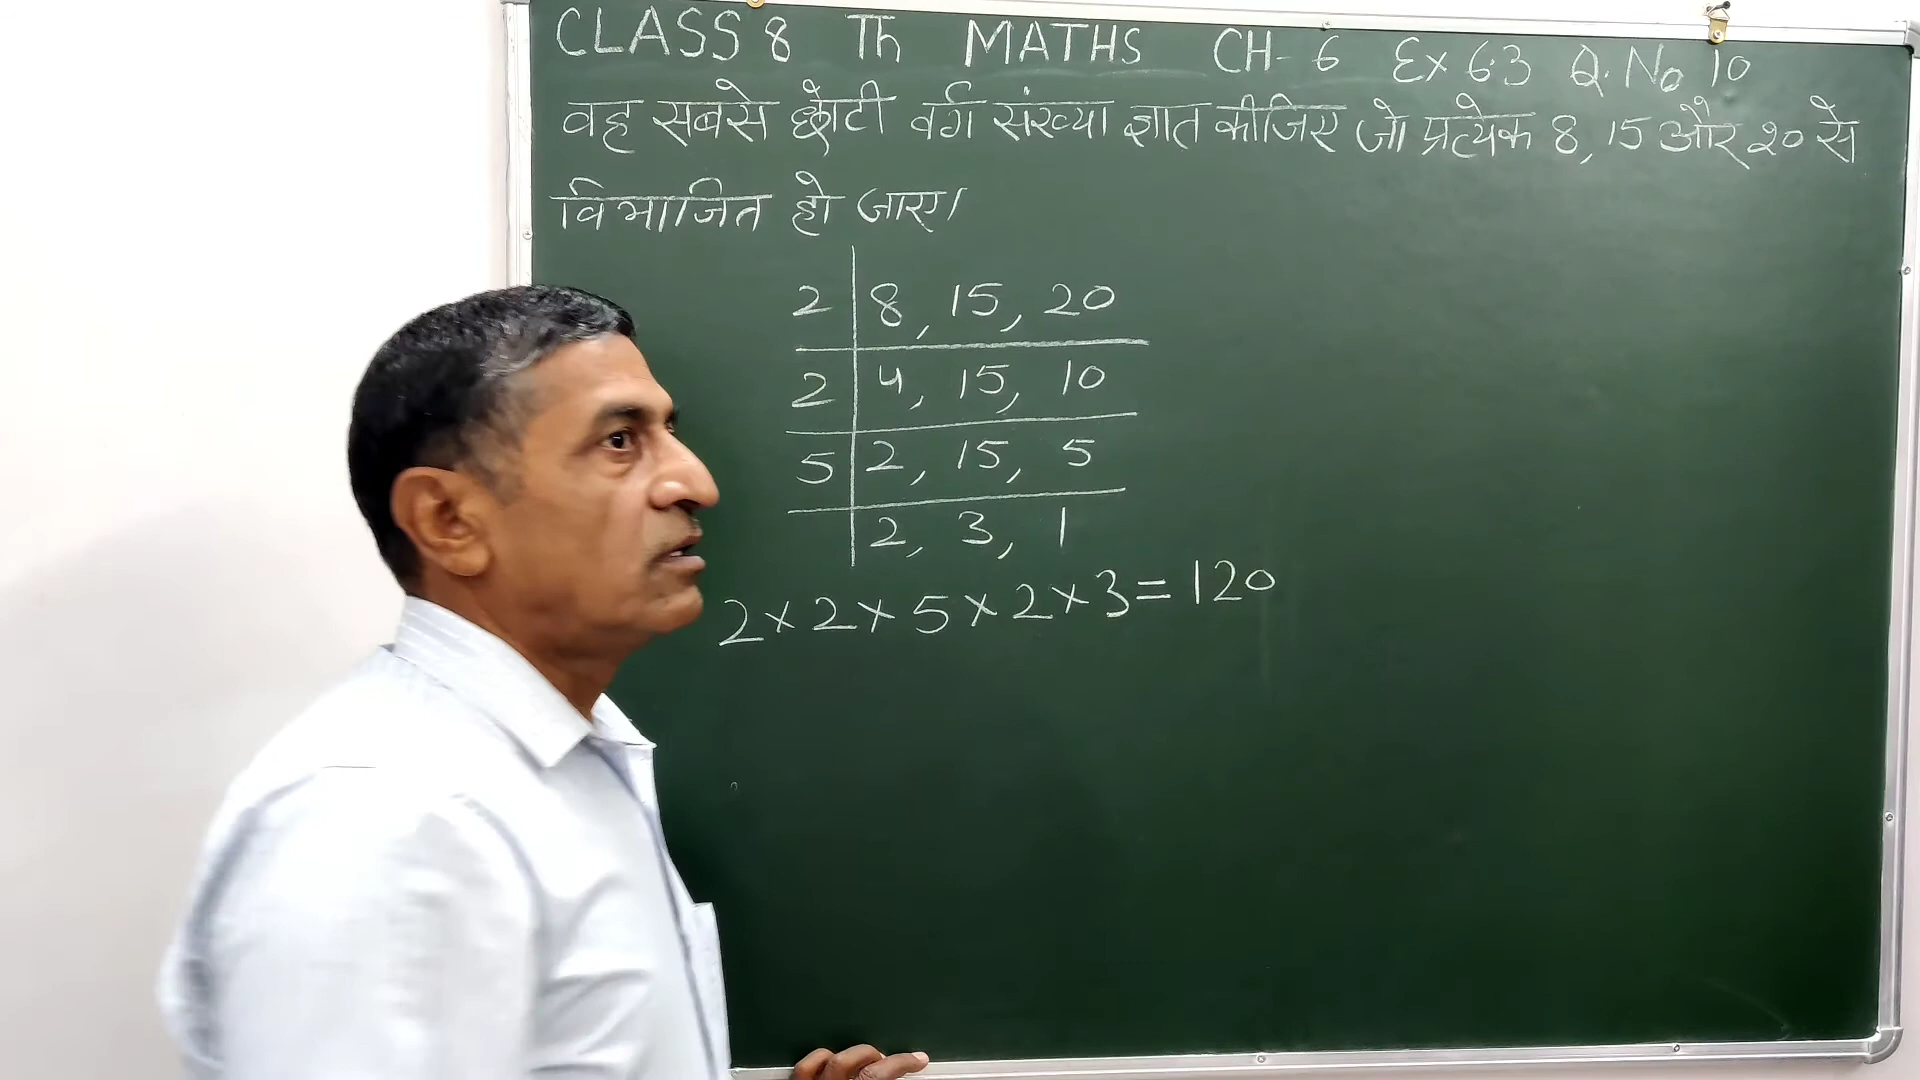 CLASS 8 Th MATHS CH- 6 Ex 6.3 Q. No 10
वह सबसे छोटी वर्ग संख्या ज्ञात कीजिए जो प्रत्येक 8, 15 और 20 से
विभाजित हो जाए।
2 | 8, 15, 20
2 | 4, 15, 10
5 | 2, 15, 5
2, 3, 1
2 × 2 × 5 × 2 × 3 = 120